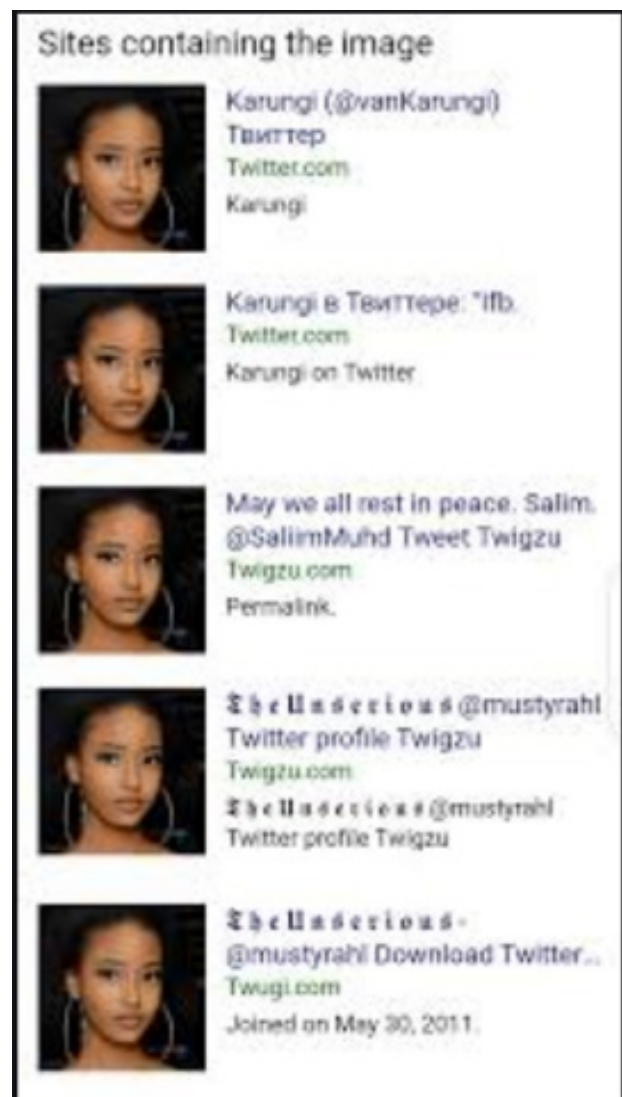 Sites containing the image
Karungi (@vanKarungi)
Твиттер
Twitter.com
Karungi
Karungi в Твиттере: "Ifb.
Twitter.com
Karungi on Twitter
May we all rest in peace. Salim.
@SaliimMuhd Tweet Twigzu
Twigzu.com
Permalink.
𝕿𝖍𝖊𝖀𝖓𝖘𝖊𝖗𝖎𝖔𝖚𝖘@mustyrahl
Twitter profile Twigzu
Twigzu.com
𝕿𝖍𝖊𝖀𝖓𝖘𝖊𝖗𝖎𝖔𝖚𝖘@mustyrahl
Twitter profile Twigzu
𝕿𝖍𝖊𝖀𝖓𝖘𝖊𝖗𝖎𝖔𝖚𝖘-
@mustyrahl Download Twitter...
Twugi.com
Joined on May 30, 2011.